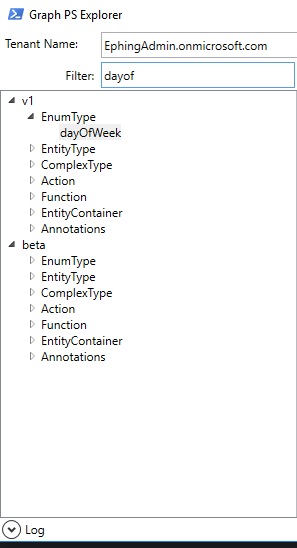 Graph PS Explorer
Tenant Name: EphingAdmin.onmicrosoft.com
Filter: dayof
v1
EnumType
dayOfWeek
EntityType
ComplexType
Action
Function
EntityContainer
Annotations
beta
EnumType
EntityType
ComplexType
Action
Function
EntityContainer
Annotations
Log